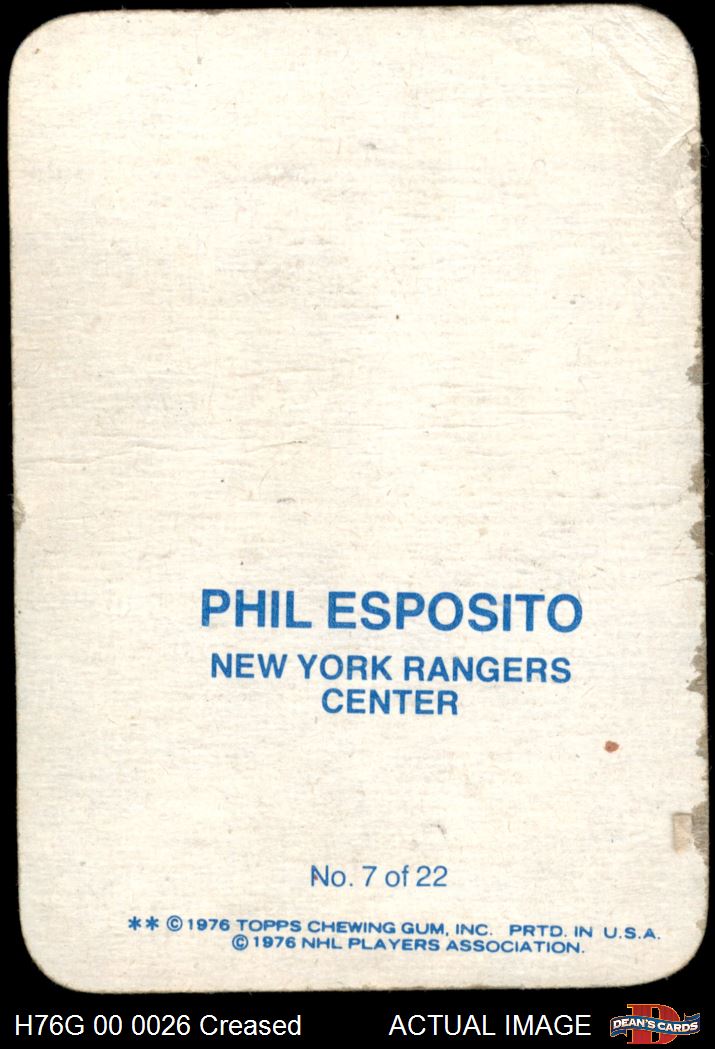 PHIL ESPOSITO
NEW YORK RANGERS
CENTER
No. 7 of 22
** © 1976 TOPPS CHEWING GUM, INC. PRTD. IN U.S.A.
© 1976 NHL PLAYERS ASSOCIATION.
H76G 00 0026 Creased ACTUAL IMAGE DEAN'S CARDS